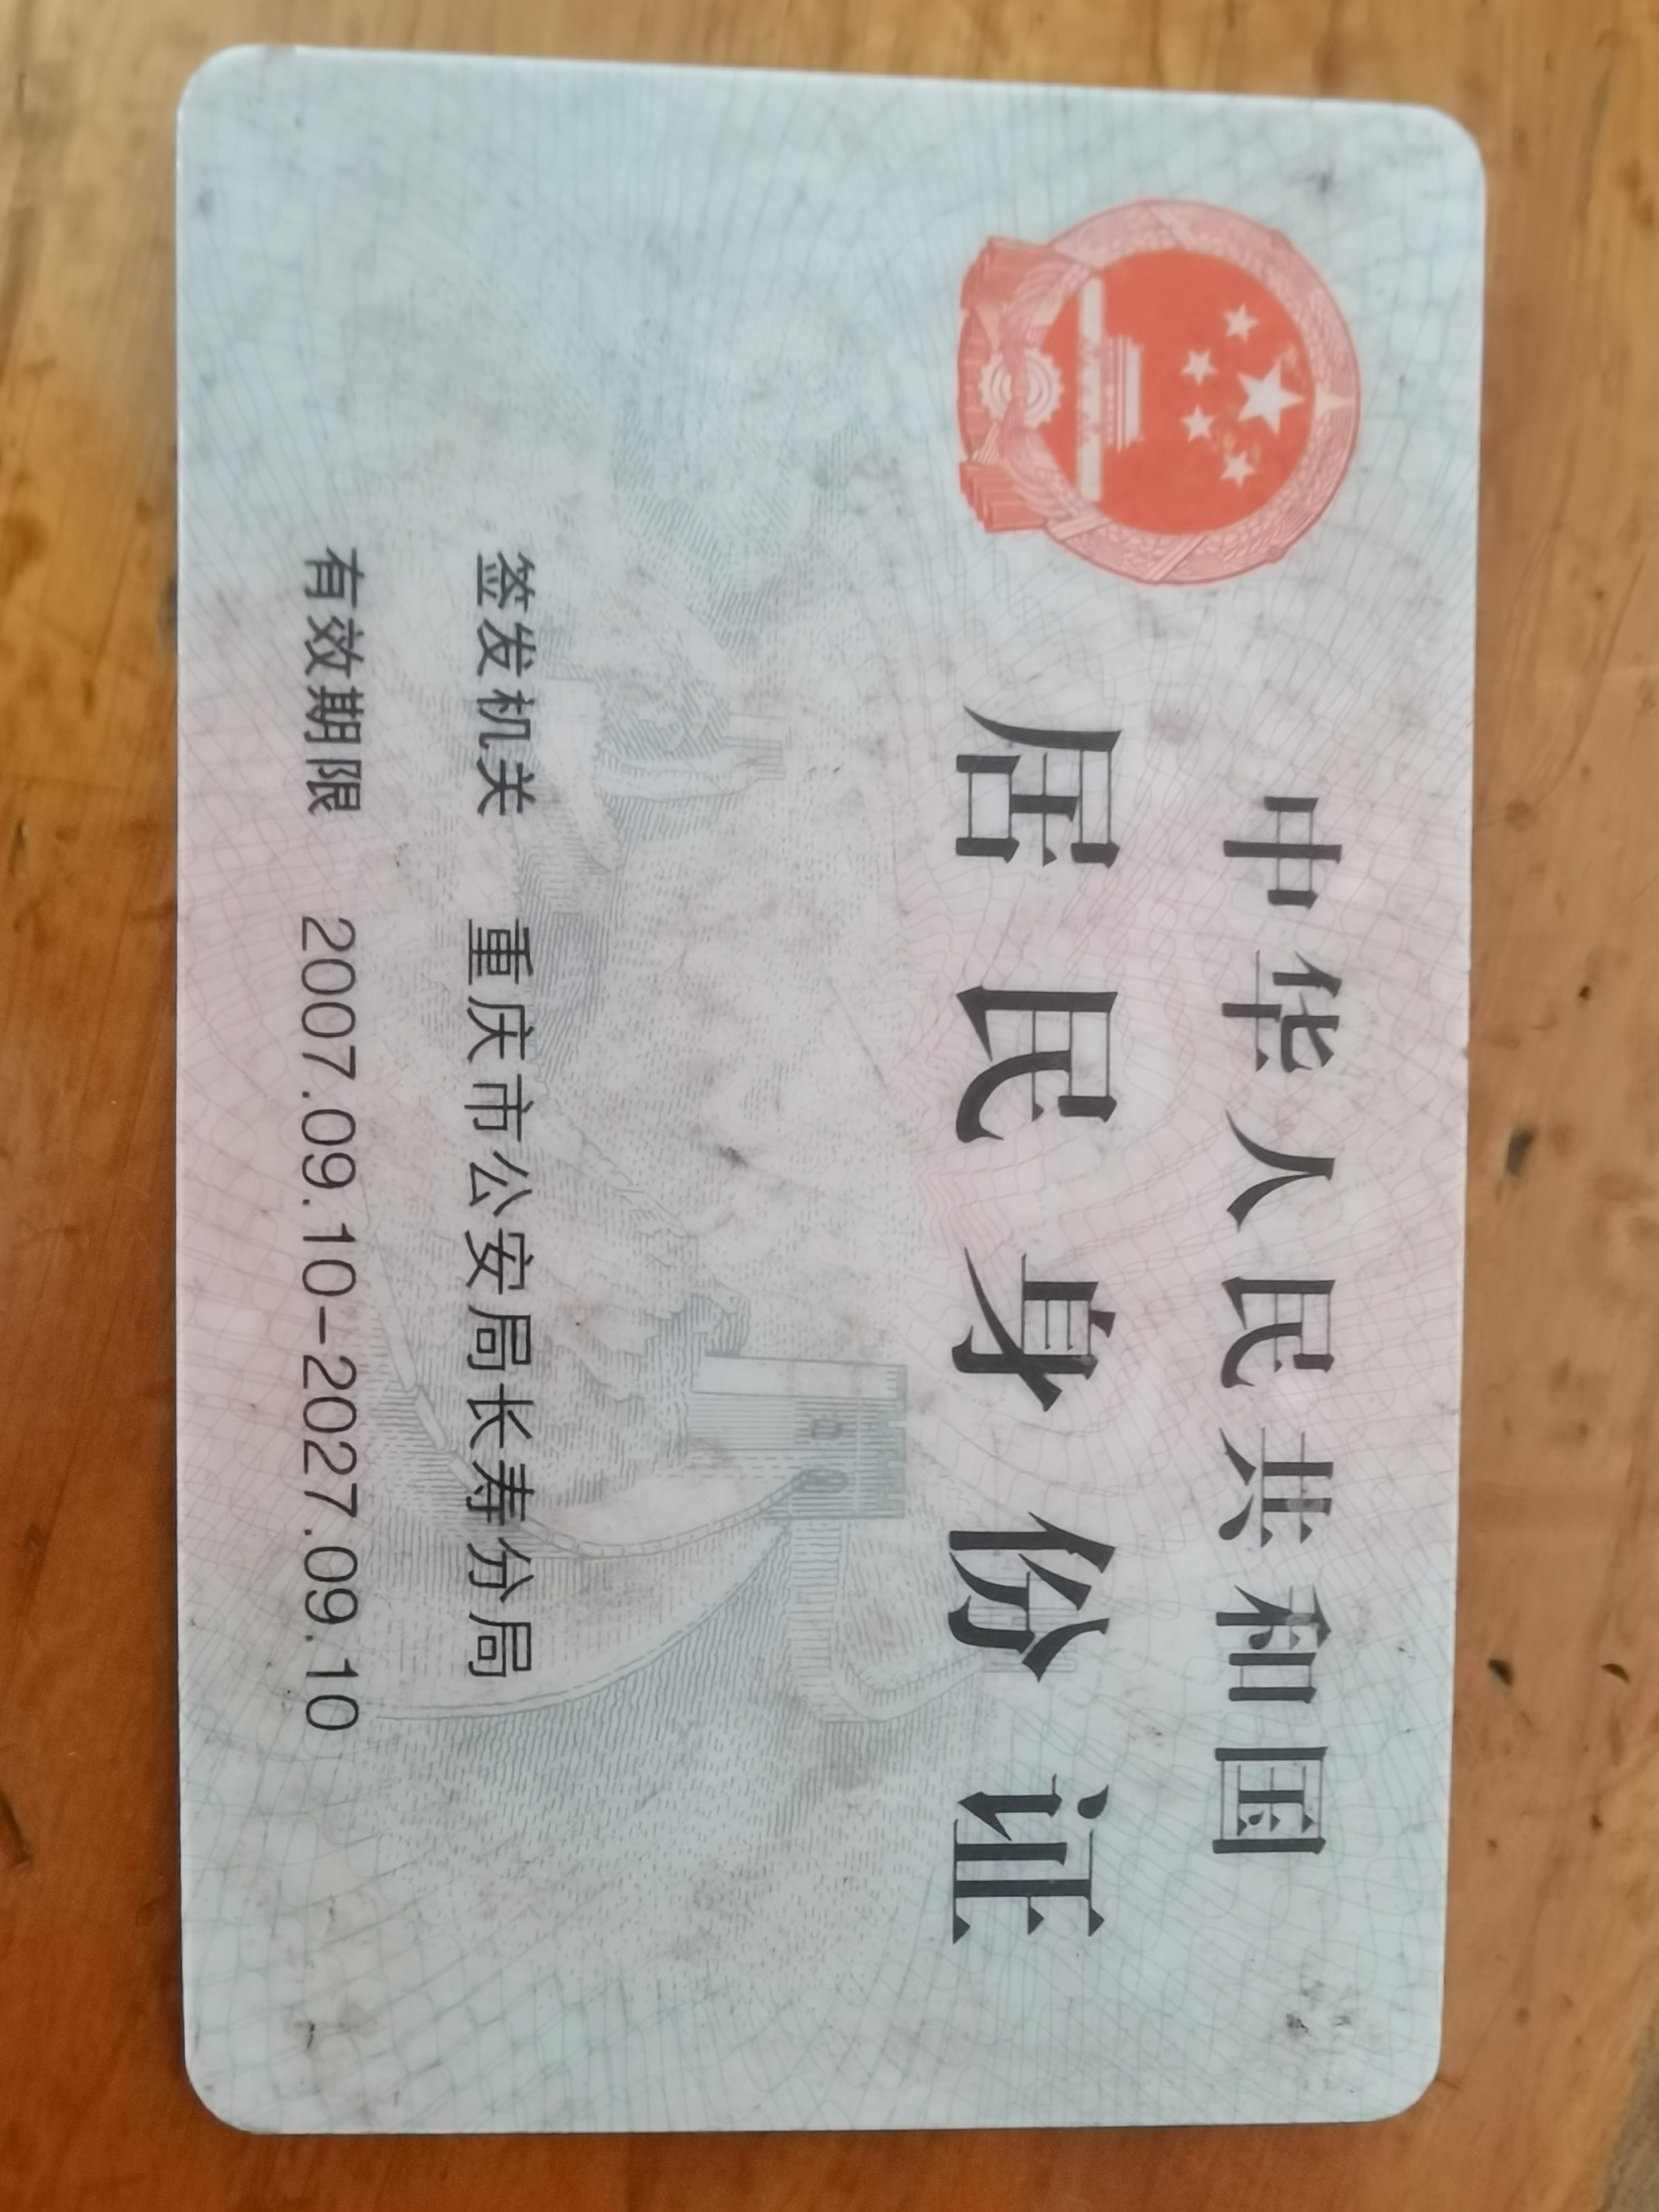 中华人民共和国
居民身份证
签发机关 重庆市公安局长寿分局
有效期限 2007.09.10-2027.09.10